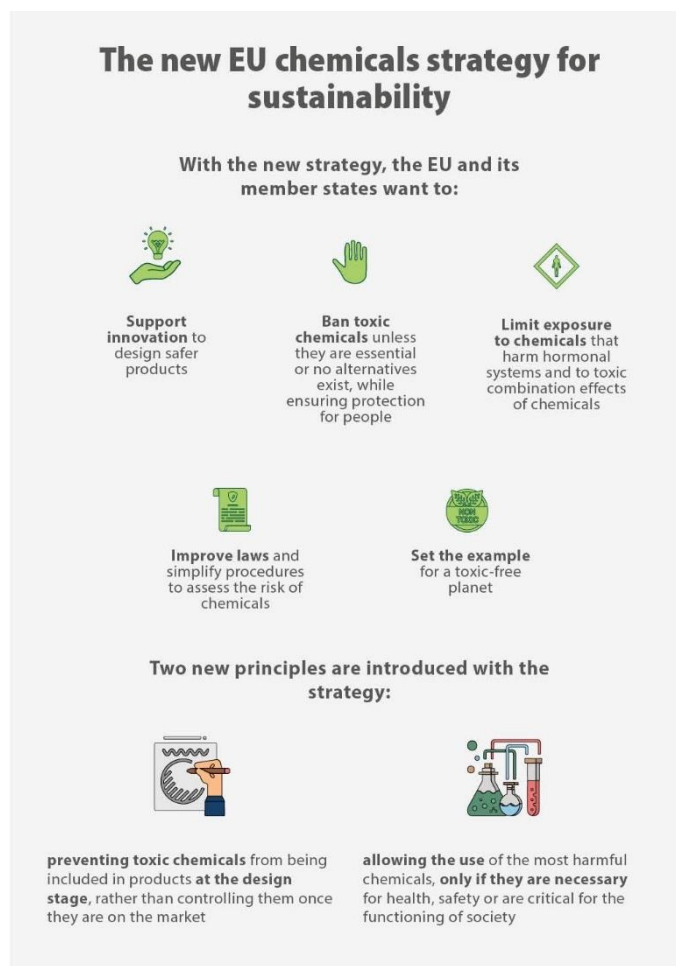 The new EU chemicals strategy for
sustainability
With the new strategy, the EU and its
member states want to:
Support
innovation to
design safer
products
Ban toxic
chemicals unless
they are essential
or no alternatives
exist, while
ensuring protection
for people
Limit exposure
to chemicals that
harm hormonal
systems and to toxic
combination effects
of chemicals
NON
TOXIC
Improve laws and
simplify procedures
to assess the risk of
chemicals
Set the example
for a toxic-free
planet
Two new principles are introduced with the
strategy:
preventing toxic chemicals from being
included in products at the design
stage, rather than controlling them once
they are on the market
allowing the use of the most harmful
chemicals, only if they are necessary
for health, safety or are critical for the
functioning of society